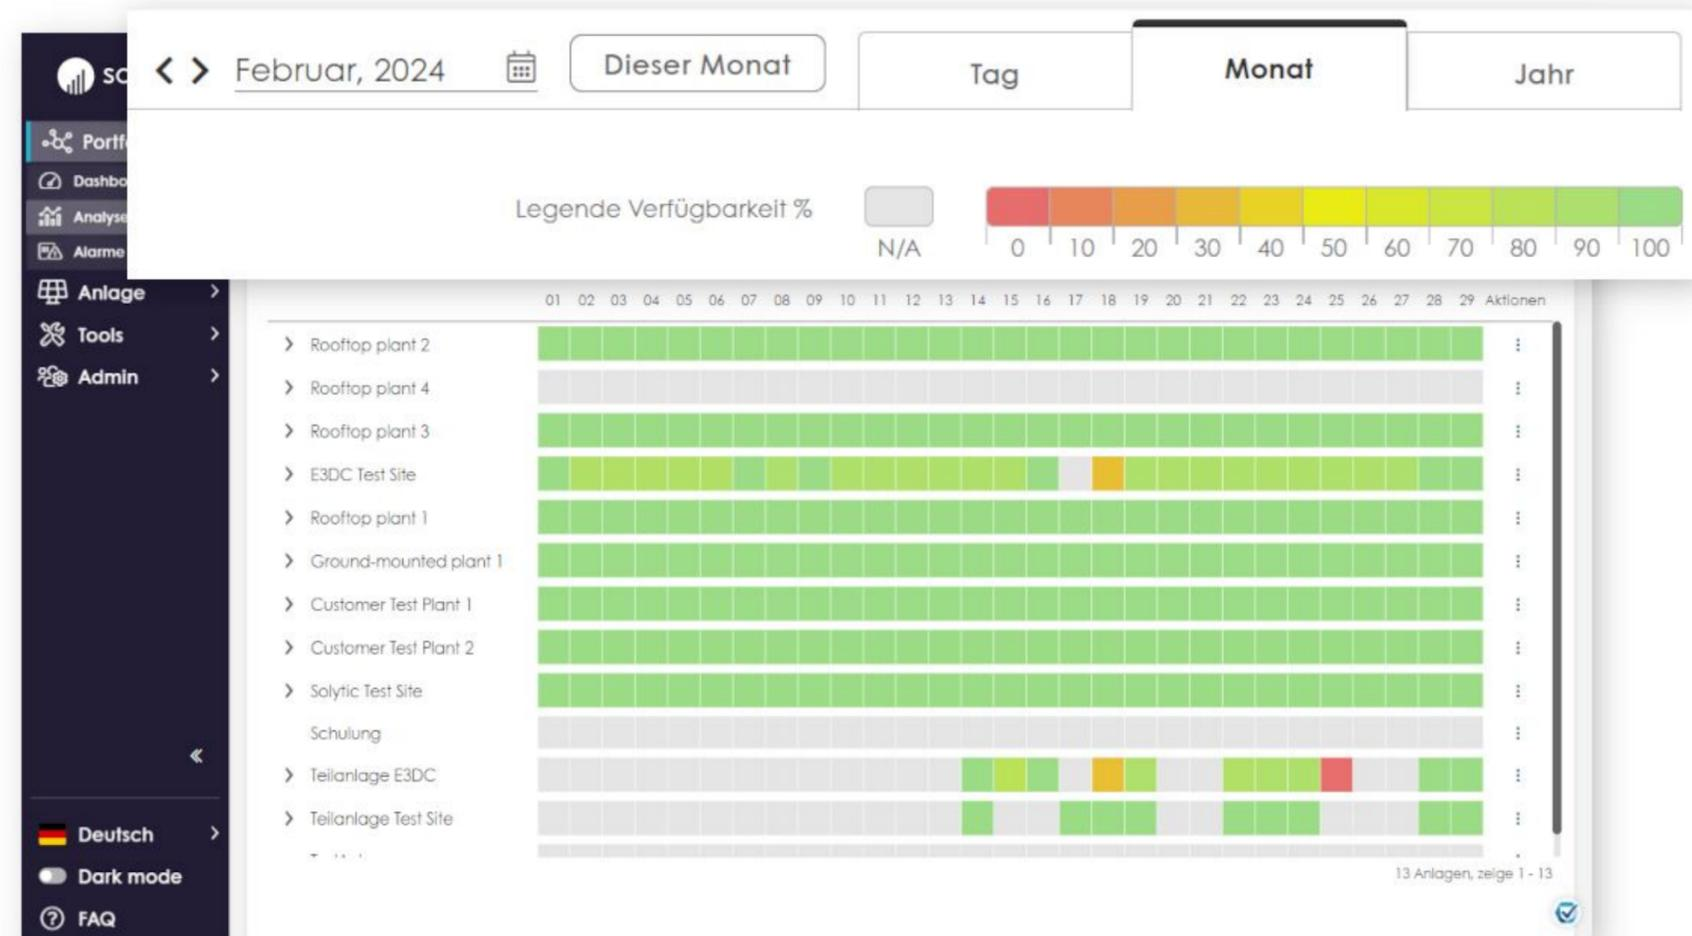 Februar, 2024
Dieser Monat
Tag
Monat
Jahr
Legende Verfügbarkeit %
N/A
0 10 20 30 40 50 60 70 80 90 100
Anlage
Tools
Admin
Alarme
01 02 03 04 05 06 07 08 09 10 11 12 13 14 15 16 17 18 19 20 21 22 23 24 25 26 27 28 29 Aktionen
Rooftop plant 2
Rooftop plant 4
Rooftop plant 3
E3DC Test Site
Rooftop plant 1
Ground-mounted plant 1
Customer Test Plant 1
Customer Test Plant 2
Solytic Test Site
Schulung
Teilanlage E3DC
Teilanlage Test Site
13 Anlagen, zeige 1 - 13
Deutsch
Dark mode
FAQ